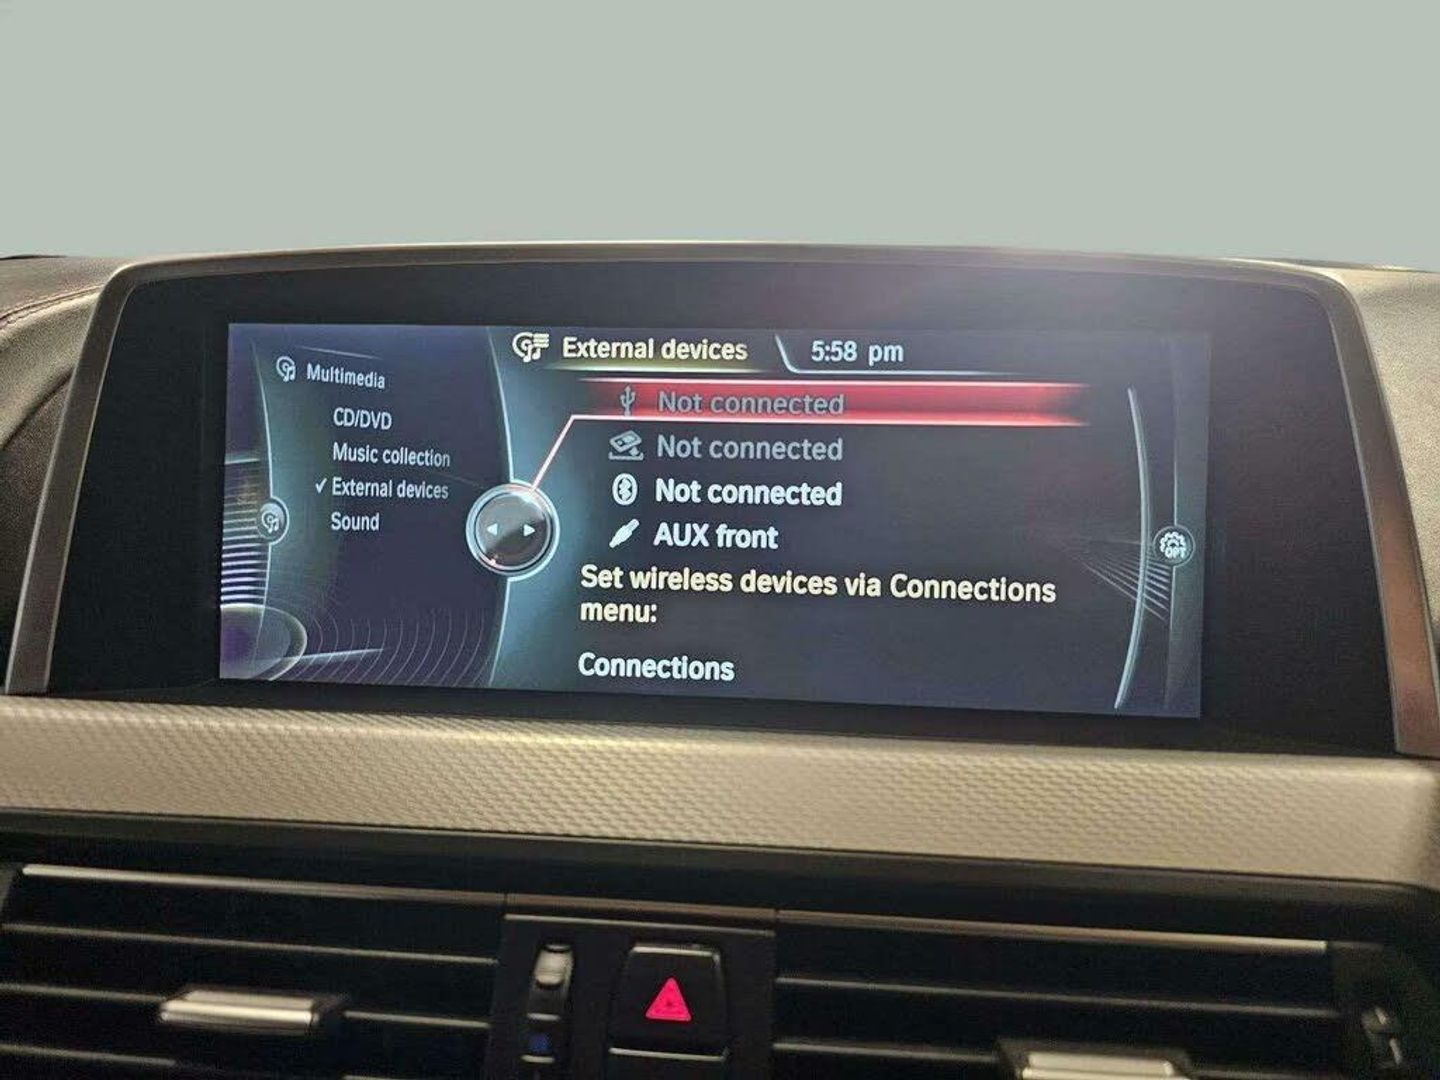 Multimedia
CD/DVD
Music collection
✓ External devices
Sound
External devices
5:58 pm
Not connected
Not connected
Not connected
AUX front
Set wireless devices via Connections
menu:
Connections
OPT